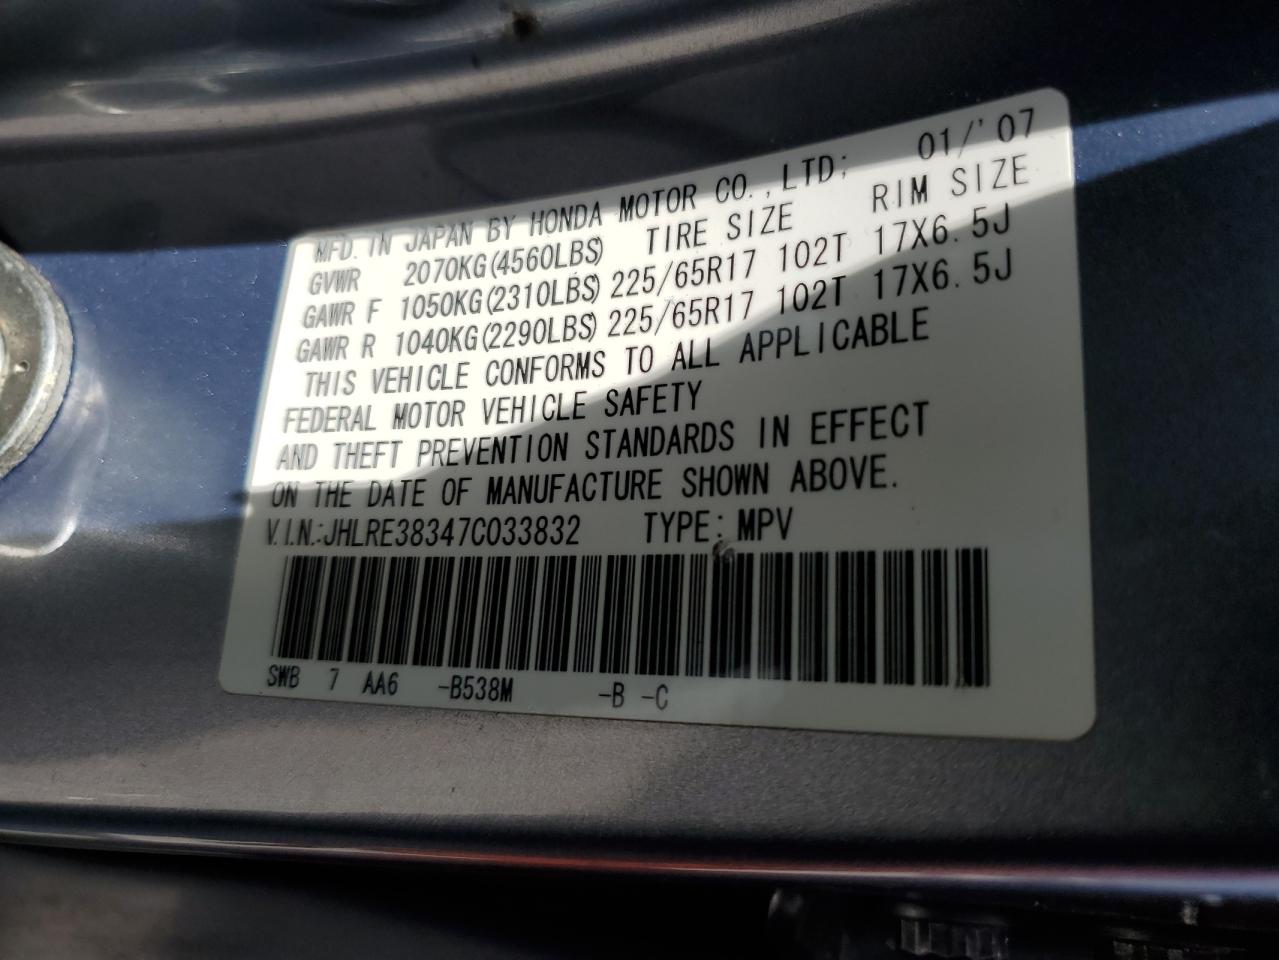 MFD. IN JAPAN BY HONDA MOTOR CO.,LTD; 01/'07
GVWR 2070KG(4560LBS) TIRE SIZE RIM SIZE
GAWR F 1050KG(2310LBS) 225/65R17 102T 17X6.5J
GAWR R 1040KG(2290LBS) 225/65R17 102T 17X6.5J
THIS VEHICLE CONFORMS TO ALL APPLICABLE
FEDERAL MOTOR VEHICLE SAFETY
AND THEFT PREVENTION STANDARDS IN EFFECT
ON THE DATE OF MANUFACTURE SHOWN ABOVE.
V.I.N.:JHLRE38347C033832 TYPE: MPV
SWB 7 AA6 -B538M -B -C